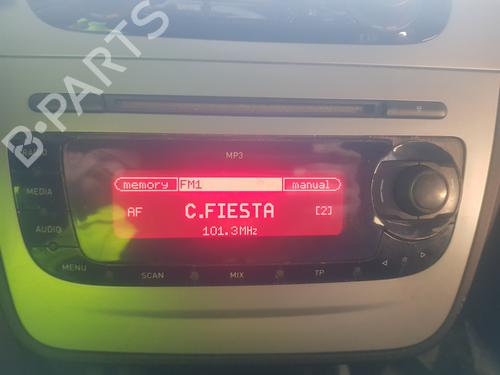 B-PARTS
MP3
memory FM1 manual
AF C.FIESTA [2]
101.3MHz
MEDIA
AUDIO
MENU SCAN MIX TP